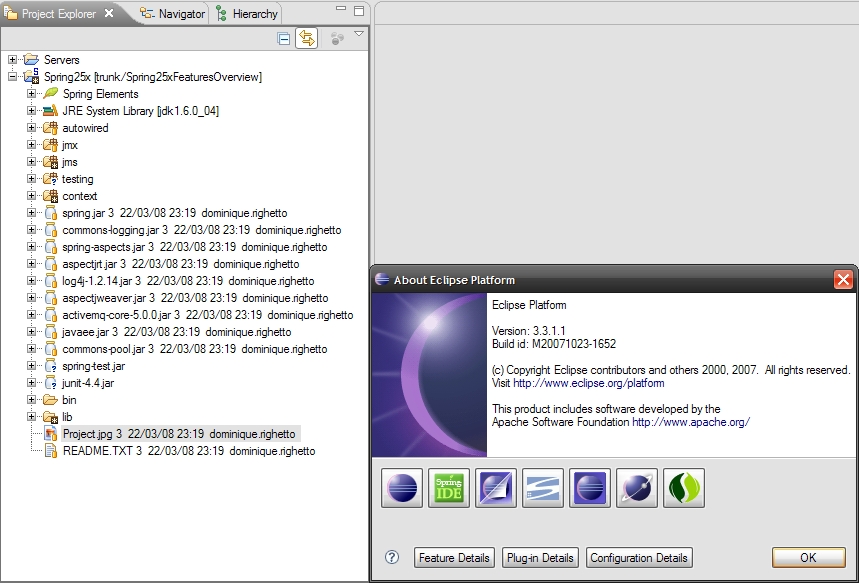 Project Explorer
Navigator
Hierarchy
Servers
Spring25x [trunk/Spring25xFeaturesOverview]
Spring Elements
JRE System Library [jdk1.6.0_04]
autowired
jmx
jms
testing
context
spring.jar 3 22/03/08 23:19 dominique.righetto
commons-logging.jar 3 22/03/08 23:19 dominique.righetto
spring-aspects.jar 3 22/03/08 23:19 dominique.righetto
aspectjrt.jar 3 22/03/08 23:19 dominique.righetto
log4j-1.2.14.jar 3 22/03/08 23:19 dominique.righetto
aspectjweaver.jar 3 22/03/08 23:19 dominique.righetto
activemq-core-5.0.0.jar 3 22/03/08 23:19 dominique.righetto
javaee.jar 3 22/03/08 23:19 dominique.righetto
commons-pool.jar 3 22/03/08 23:19 dominique.righetto
spring-test.jar
junit-4.4.jar
bin
lib
Project.jpg 3 22/03/08 23:19 dominique.righetto
README.TXT 3 22/03/08 23:19 dominique.righetto
About Eclipse Platform
Eclipse Platform
Version: 3.3.1.1
Build id: M20071023-1652
(c) Copyright Eclipse contributors and others 2000, 2007. All rights reserved.
Visit http://www.eclipse.org/platform
This product includes software developed by the
Apache Software Foundation http://www.apache.org/
Spring
IDE
Feature Details
Plug-in Details
Configuration Details
OK